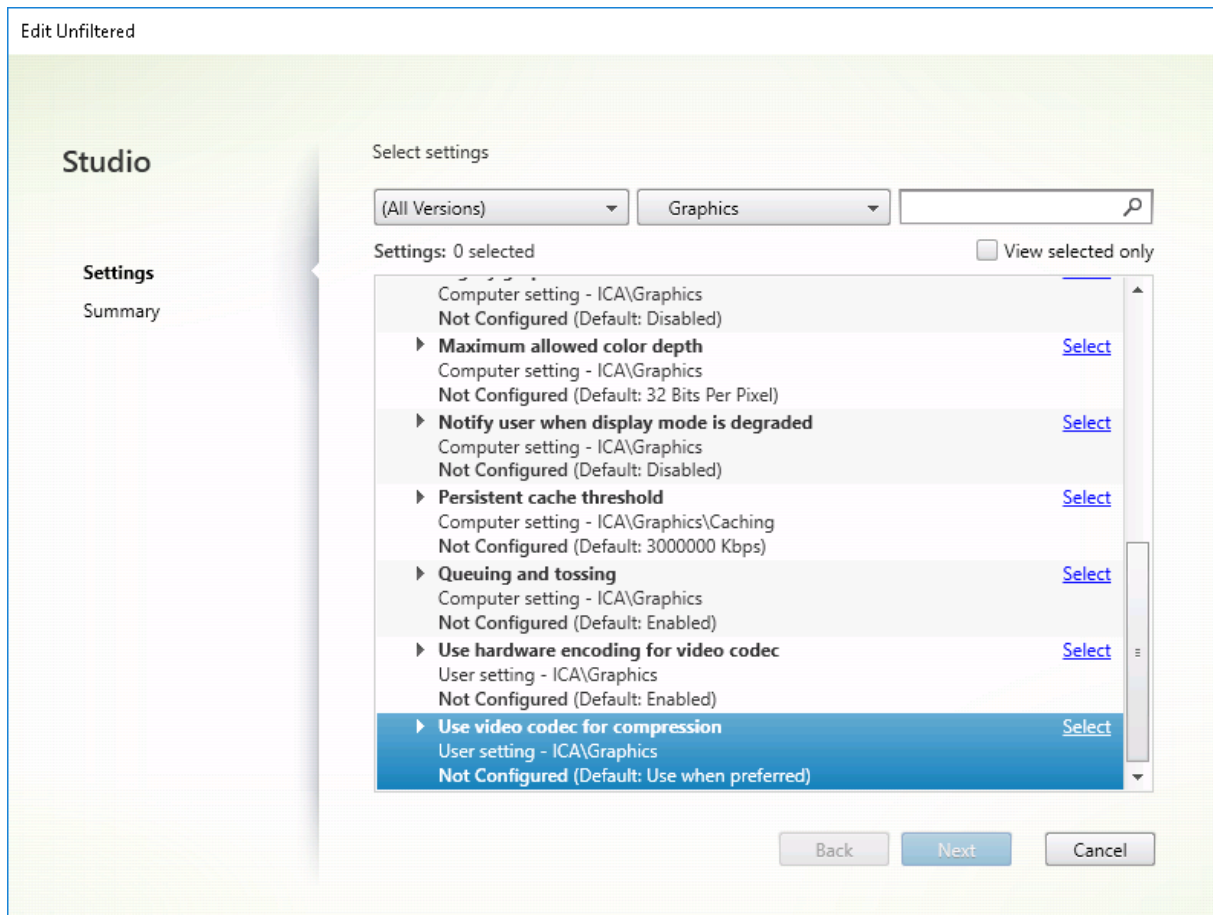 Edit Unfiltered
Studio
Settings
Summary
Select settings
(All Versions)
Graphics
Settings: 0 selected
View selected only
Computer setting - ICA\Graphics
Not Configured (Default: Disabled)
Maximum allowed color depth Select
Computer setting - ICA\Graphics
Not Configured (Default: 32 Bits Per Pixel)
Notify user when display mode is degraded Select
Computer setting - ICA\Graphics
Not Configured (Default: Disabled)
Persistent cache threshold Select
Computer setting - ICA\Graphics\Caching
Not Configured (Default: 3000000 Kbps)
Queuing and tossing Select
Computer setting - ICA\Graphics
Not Configured (Default: Enabled)
Use hardware encoding for video codec Select
User setting - ICA\Graphics
Not Configured (Default: Enabled)
Use video codec for compression Select
User setting - ICA\Graphics
Not Configured (Default: Use when preferred)
Back Next Cancel